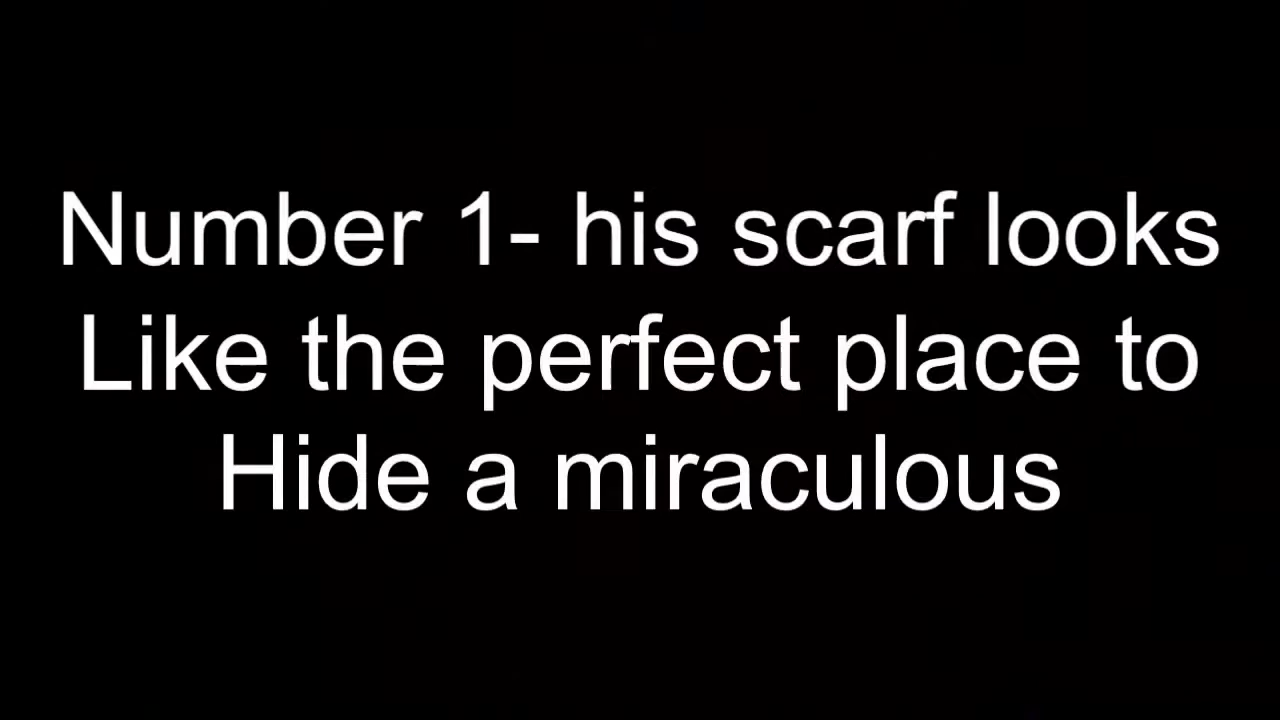 Number 1- his scarf looks
Like the perfect place to
Hide a miraculous